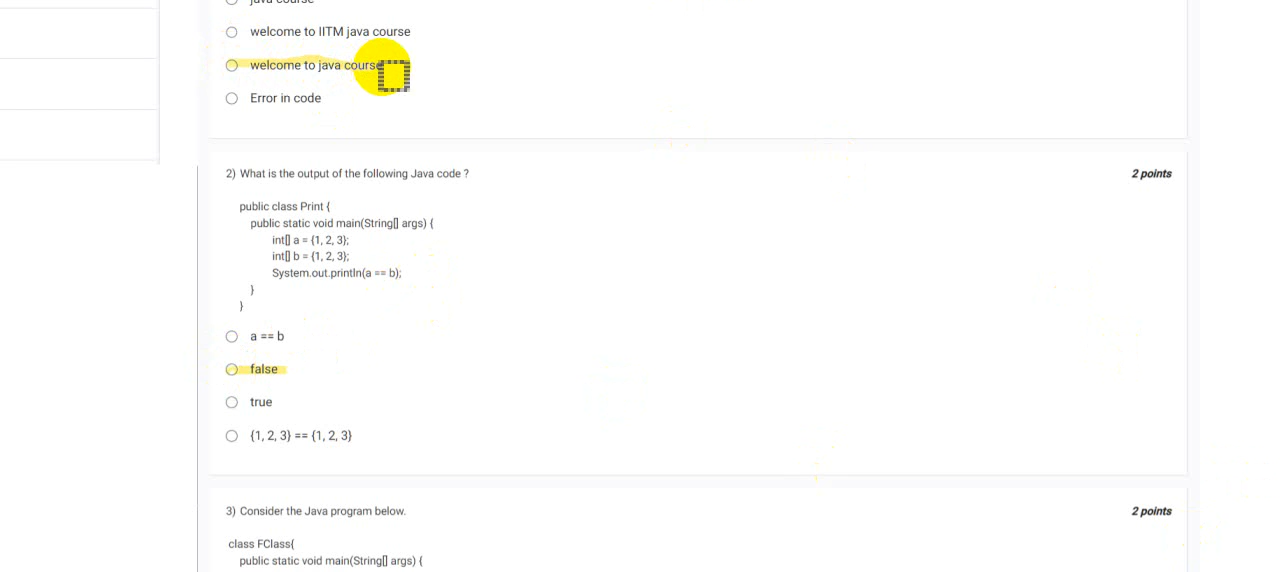 java course
welcome to IITM java course
welcome to java course
Error in code
2) What is the output of the following Java code ?
2 points
public class Print {
public static void main(String[] args) {
int[] a = {1, 2, 3};
int[] b = {1, 2, 3};
System.out.println(a == b);
}
}
a == b
false
true
{1, 2, 3} == {1, 2, 3}
3) Consider the Java program below.
2 points
class FClass{
public static void main(String[] args) {